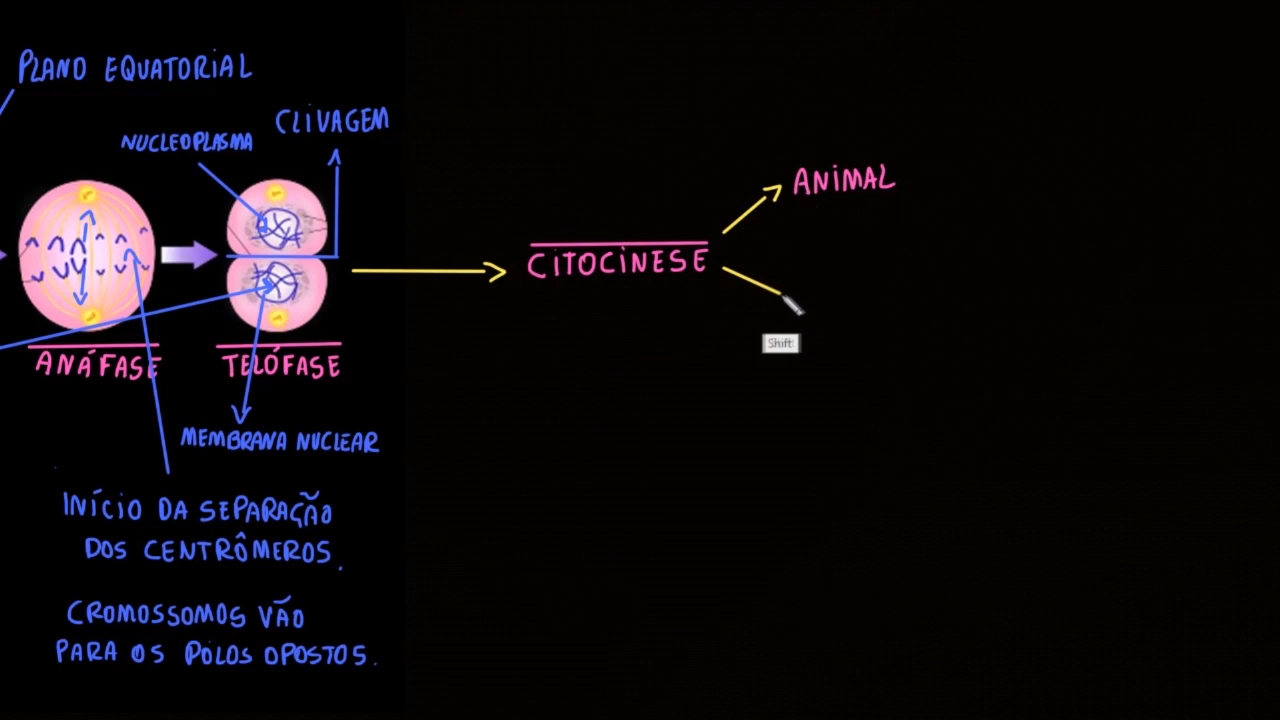 PLANO EQUATORIAL
CLIVAGEM
NUCLEOPLASMA
ANIMAL
CITOCINESE
Shift
ANÁFASE
TELÓFASE
MEMBRANA NUCLEAR
INÍCIO DA SEPARAÇÃO
DOS CENTRÔMEROS.
CROMOSSOMOS VÃO
PARA OS POLOS OPOSTOS.